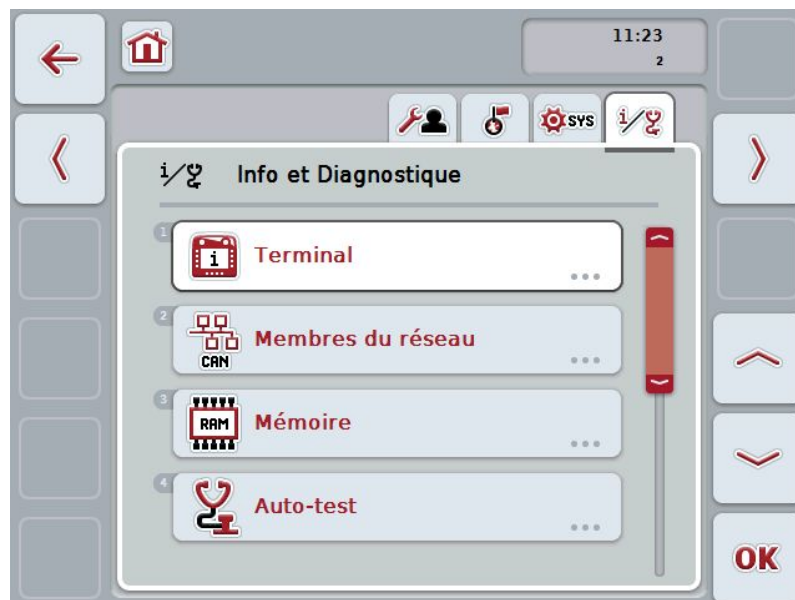 11:23
2
SYS
i
i Info et Diagnostique
1
i
Terminal
2
CAN
Membres du réseau
3
RAM
Mémoire
4
Auto-test
OK